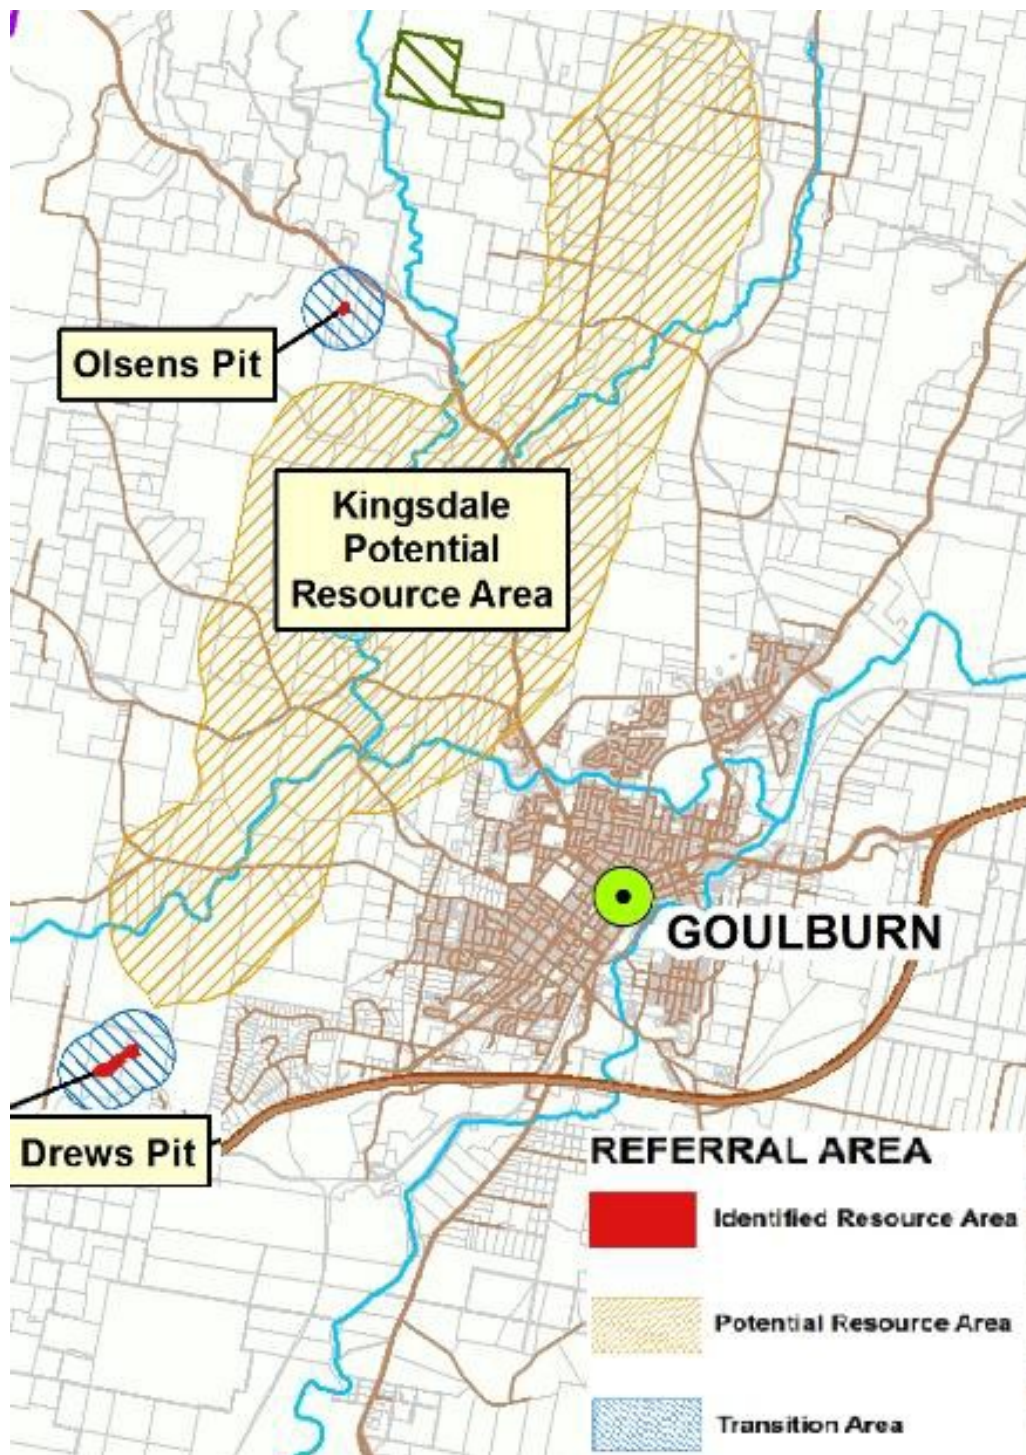 Olsens Pit
Kingsdale
Potential
Resource Area
GOULBURN
Drews Pit
REFERRAL AREA
Identified Resource Area
Potential Resource Area
Transition Area